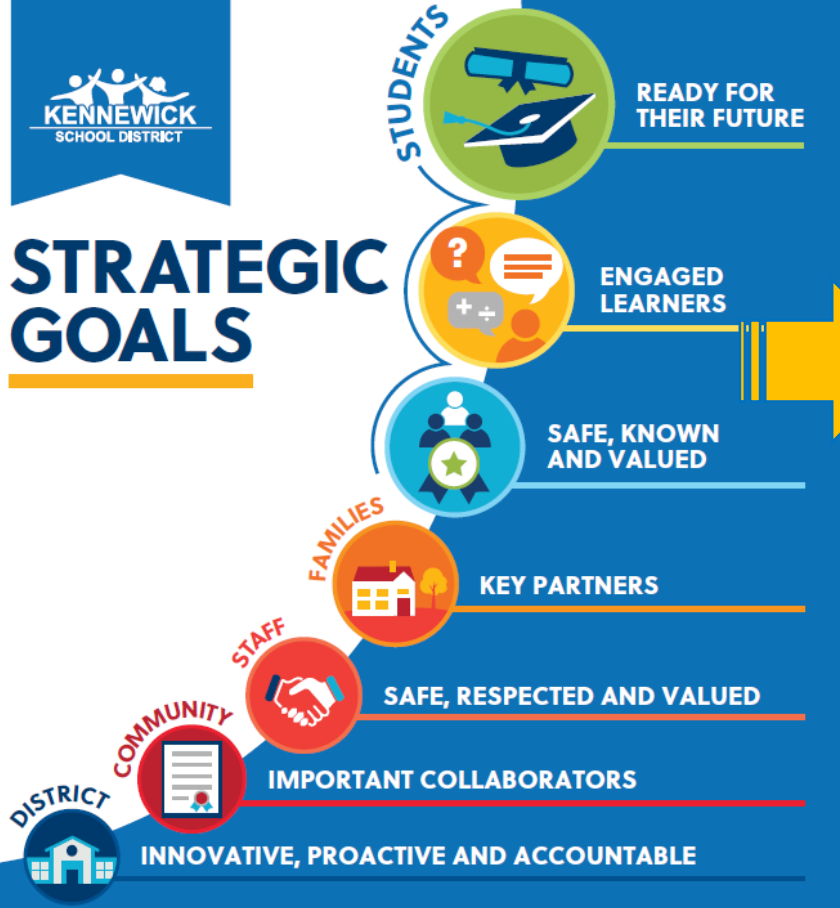 KENNEWICK
SCHOOL DISTRICT
STRATEGIC
GOALS
STUDENTS
READY FOR
THEIR FUTURE
?
+ ÷
ENGAGED
LEARNERS
SAFE, KNOWN
AND VALUED
FAMILIES
KEY PARTNERS
STAFF
SAFE, RESPECTED AND VALUED
COMMUNITY
IMPORTANT COLLABORATORS
DISTRICT
INNOVATIVE, PROACTIVE AND ACCOUNTABLE